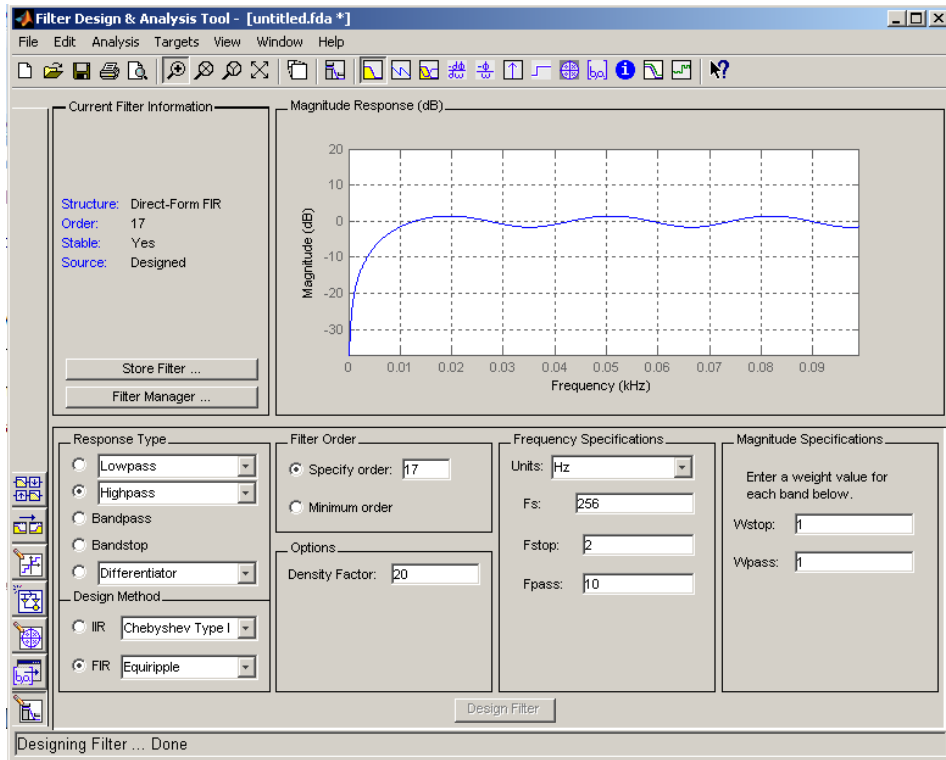 Filter Design & Analysis Tool - [untitled.fda *]
File Edit Analysis Targets View Window Help
Current Filter Information
Structure: Direct-Form FIR
Order: 17
Stable: Yes
Source: Designed
Store Filter ...
Filter Manager ...
Magnitude Response (dB)
20
10
0
-10
-20
-30
Magnitude (dB)
0 0.01 0.02 0.03 0.04 0.05 0.06 0.07 0.08 0.09
Frequency (kHz)
Response Type
Lowpass
Highpass
Bandpass
Bandstop
Differentiator
Design Method
IIR Chebyshev Type I
FIR Equiripple
Filter Order
Specify order: 17
Minimum order
Options
Density Factor: 20
Frequency Specifications
Units: Hz
Fs: 256
Fstop: 2
Fpass: 10
Magnitude Specifications
Enter a weight value for
each band below.
Wstop: 1
Wpass: 1
Design Filter
Designing Filter ... Done